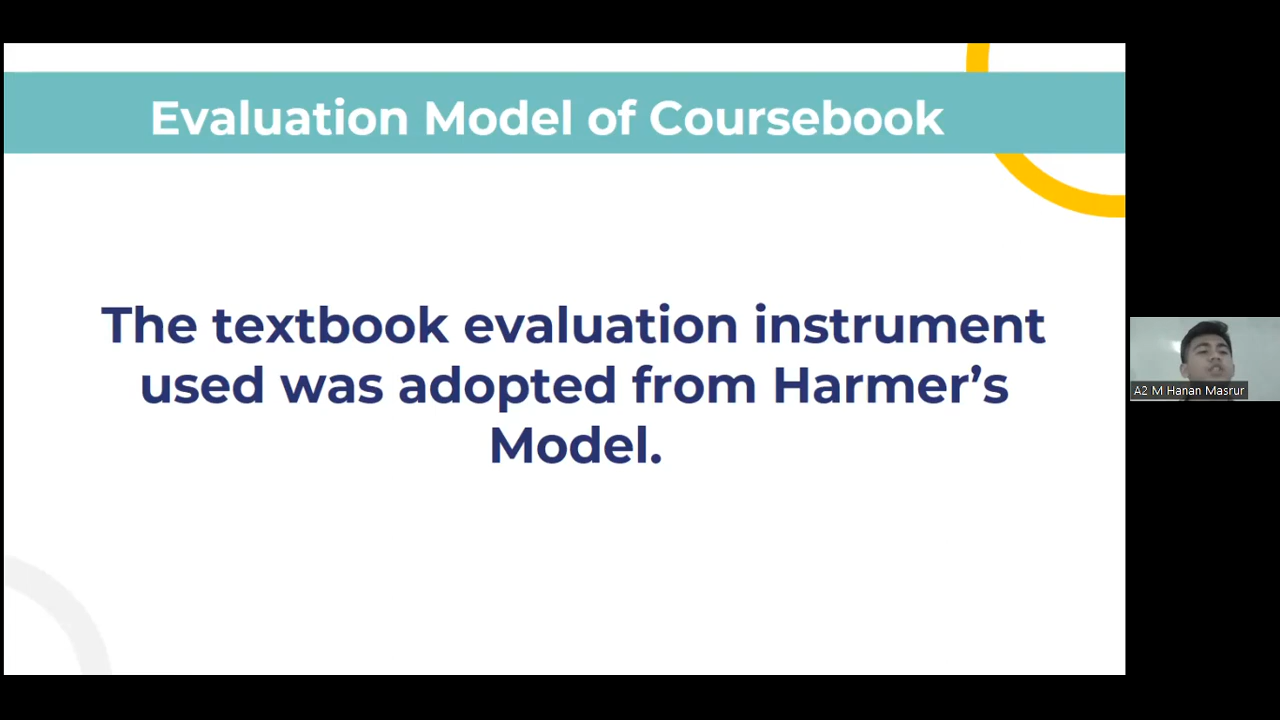 Evaluation Model of Coursebook
The textbook evaluation instrument
used was adopted from Harmer’s
Model.
A2 M Hanan Masrur